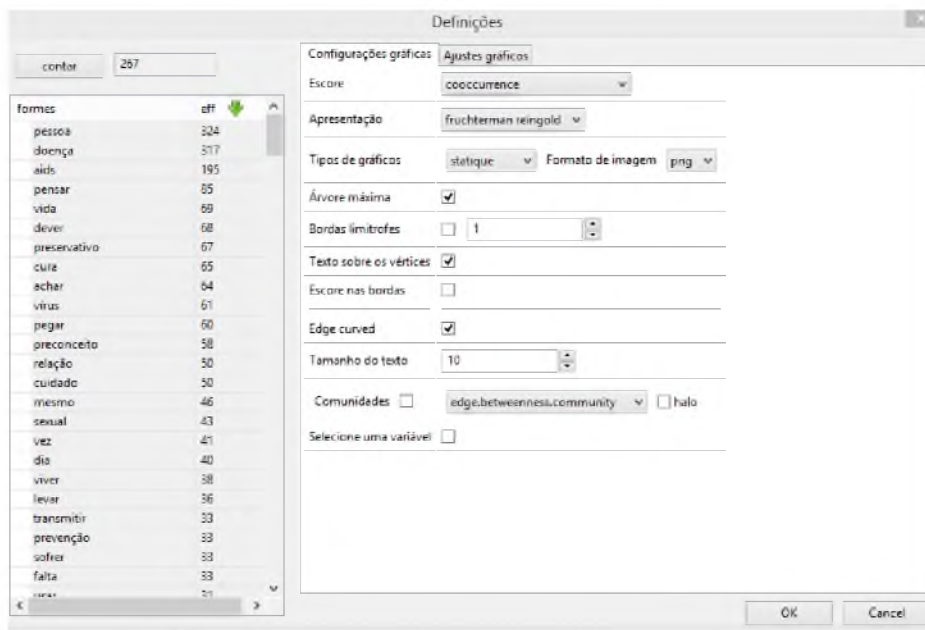 Definições
contar 267
formes eff
pessoa 324
doença 317
aids 195
pensar 85
vida 69
dever 68
preservativo 67
cura 65
achar 64
vírus 61
pegar 60
preconceito 58
relação 50
cuidado 50
mesmo 46
sexual 43
vez 41
dia 40
viver 38
levar 36
transmitir 33
prevenção 33
sofrer 33
falta 33
usar 31
Configurações gráficas Ajustes gráficos
Escore cooccurrence
Apresentação fruchterman reingold
Tipos de gráficos statique Formato de imagem png
Árvore máxima
Bordas limítrofes 1
Texto sobre os vértices
Escore nas bordas
Edge curved
Tamanho do texto 10
Comunidades edge.betweenness.community halo
Selecione uma variável
OK Cancel